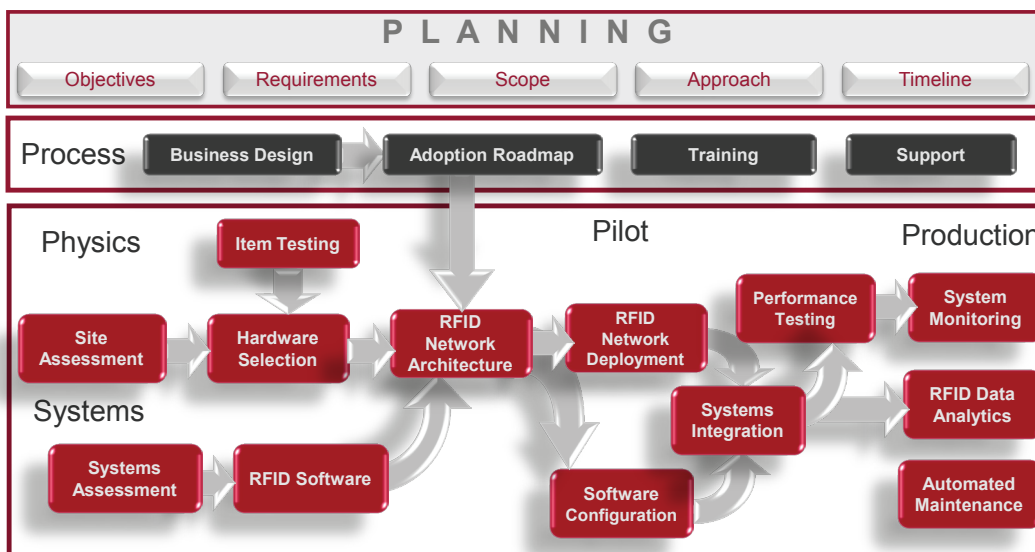 PLANNING
Objectives
Requirements
Scope
Approach
Timeline
Process
Business Design
Adoption Roadmap
Training
Support
Physics
Item Testing
Pilot
Production
Site
Assessment
Hardware
Selection
RFID
Network
Architecture
RFID
Network
Deployment
Performance
Testing
System
Monitoring
Systems
Systems
Assessment
RFID Software
Software
Configuration
Systems
Integration
RFID Data
Analytics
Automated
Maintenance